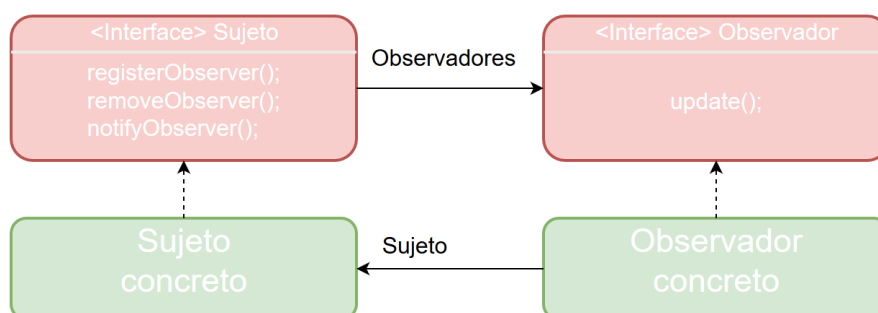 <Interface> Sujeto
registerObserver();
removeObserver();
notifyObserver();
Observadores
<Interface> Observador
update();
Sujeto
concreto
Sujeto
Observador
concreto